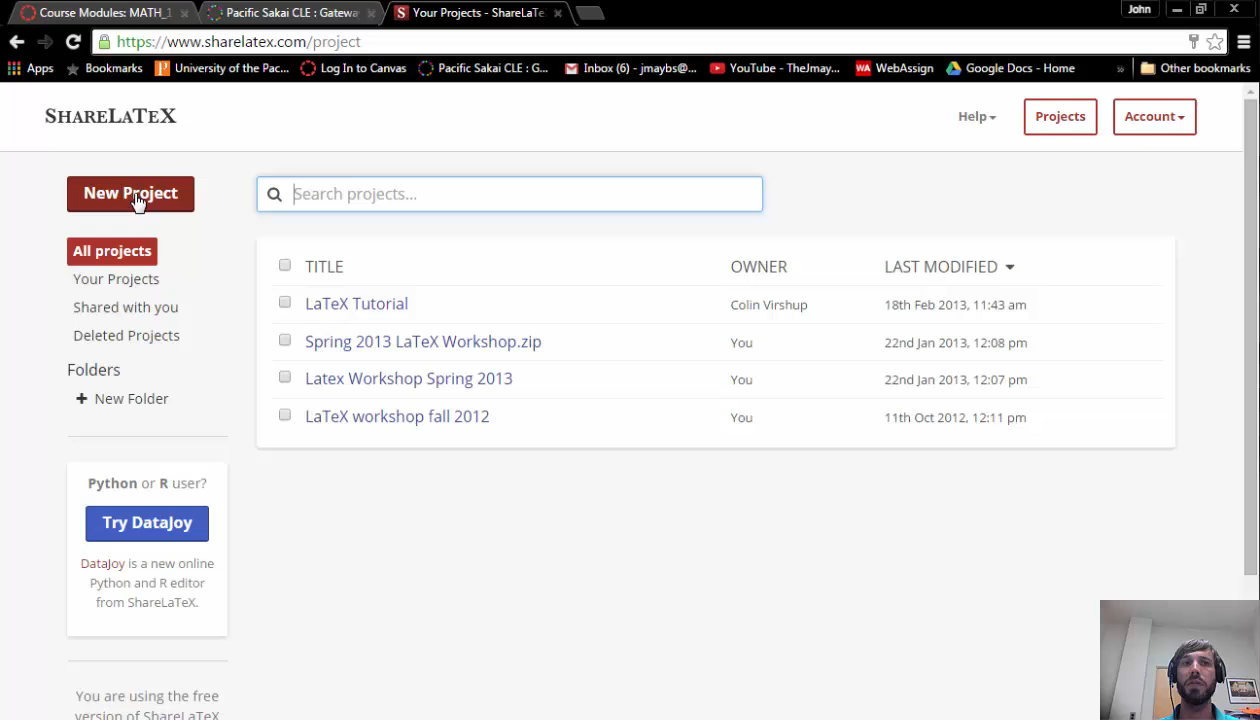 Course Modules: MATH_1
Pacific Sakai CLE : Gatewa
Your Projects - ShareLaTe
John
https://www.sharelatex.com/project
Apps
Bookmarks
University of the Pac...
Log In to Canvas
Pacific Sakai CLE : G...
Inbox (6) - jmaybs@...
YouTube - TheJmay...
WA
WebAssign
Google Docs - Home
»
Other bookmarks
SHARELATEX
Help
Projects
Account
New Project
Search projects...
All projects
Your Projects
Shared with you
Deleted Projects
Folders
+ New Folder
TITLE
OWNER
LAST MODIFIED
LaTeX Tutorial
Colin Virshup
18th Feb 2013, 11:43 am
Spring 2013 LaTeX Workshop.zip
You
22nd Jan 2013, 12:08 pm
Latex Workshop Spring 2013
You
22nd Jan 2013, 12:07 pm
LaTeX workshop fall 2012
You
11th Oct 2012, 12:11 pm
Python or R user?
Try DataJoy
DataJoy is a new online
Python and R editor
from ShareLaTeX.
You are using the free
version of ShareLaTeX